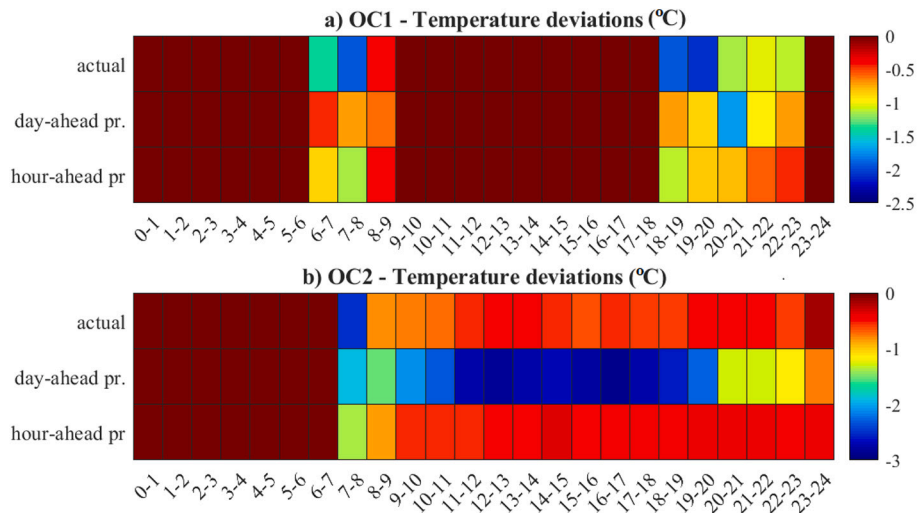 a) OC1 - Temperature deviations (ºC)
actual
day-ahead pr.
hour-ahead pr
0
-0.5
-1
-1.5
-2
-2.5
0-1 1-2 2-3 3-4 4-5 5-6 6-7 7-8 8-9 9-10 10-11 11-12 12-13 13-14 14-15 15-16 16-17 17-18 18-19 19-20 20-21 21-22 22-23 23-24
b) OC2 - Temperature deviations (ºC)
actual
day-ahead pr.
hour-ahead pr
0
-1
-2
-3
0-1 1-2 2-3 3-4 4-5 5-6 6-7 7-8 8-9 9-10 10-11 11-12 12-13 13-14 14-15 15-16 16-17 17-18 18-19 19-20 20-21 21-22 22-23 23-24